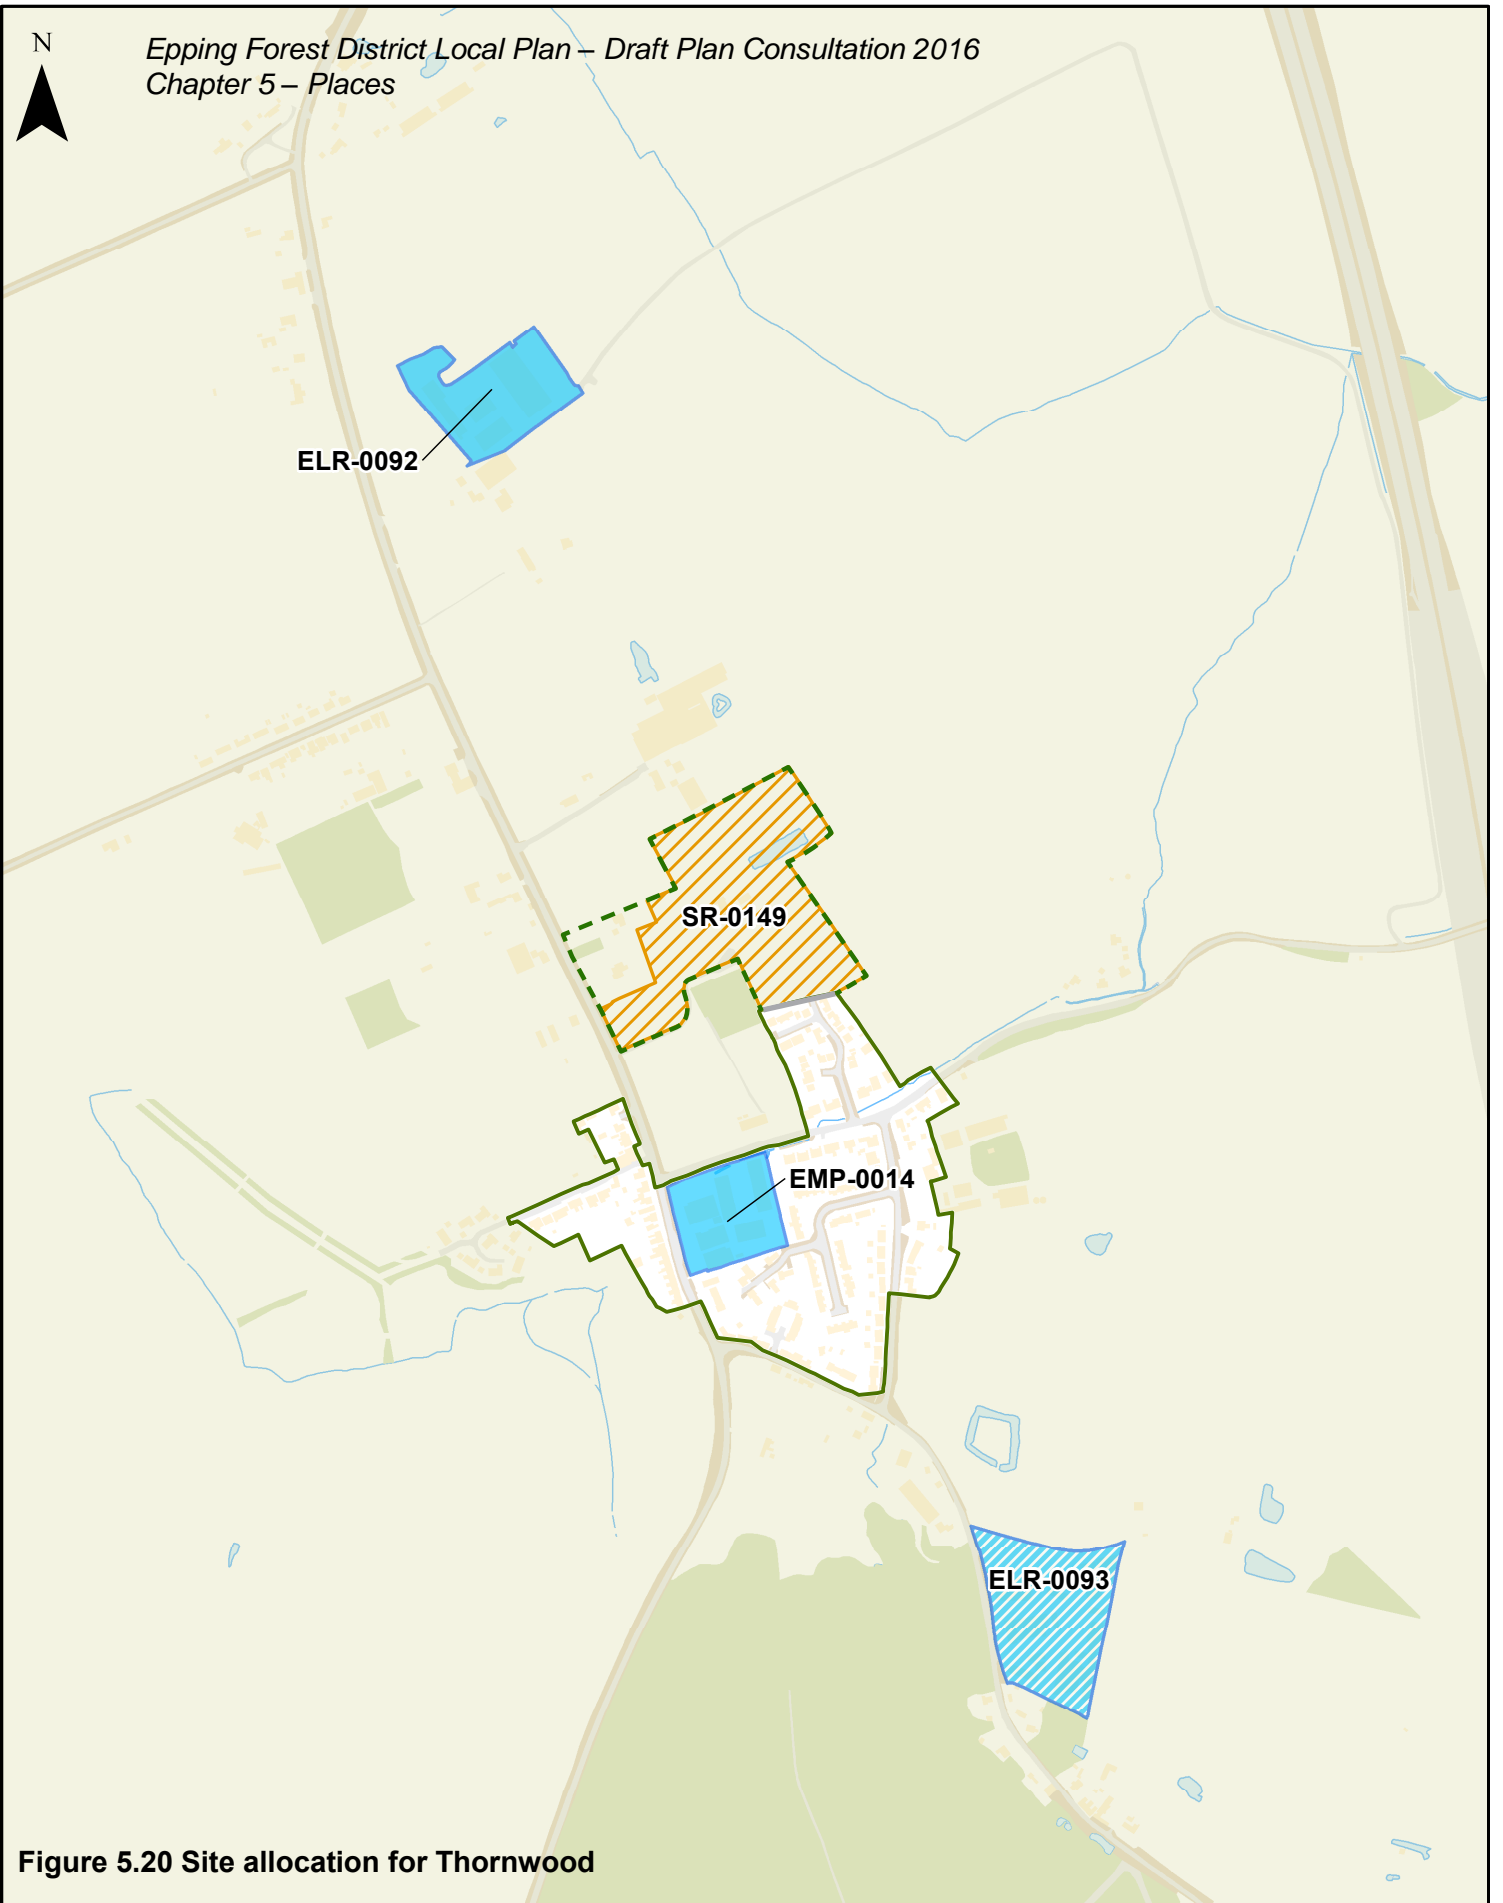 N
Epping Forest District Local Plan – Draft Plan Consultation 2016
Chapter 5 – Places
ELR-0092
SR-0149
EMP-0014
ELR-0093
Figure 5.20 Site allocation for Thornwood